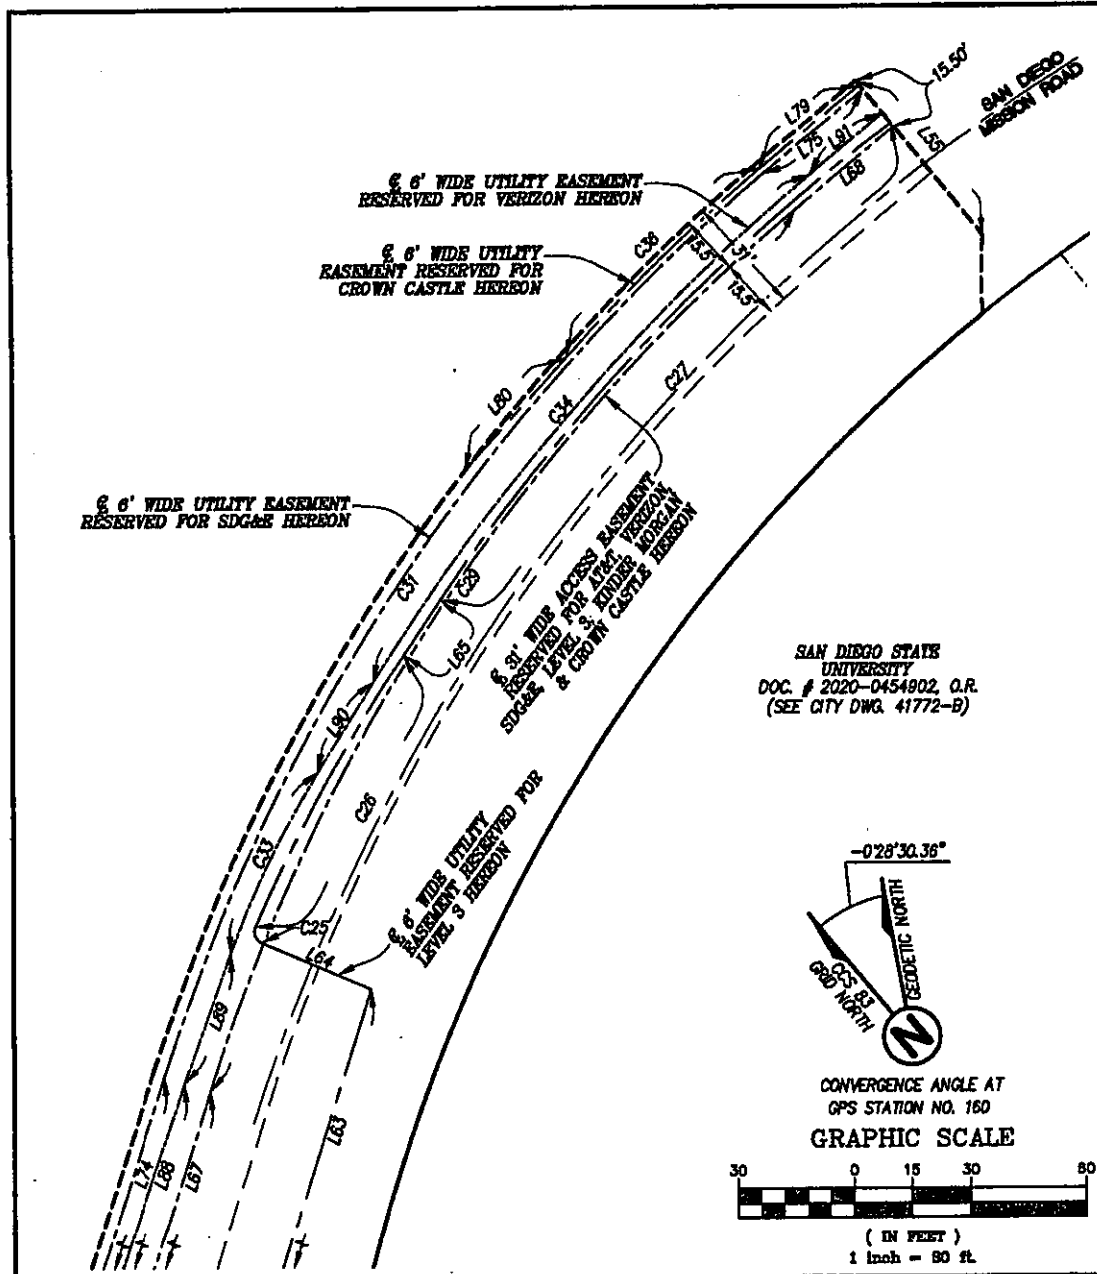 15.50'
SAN DIEGO
MISSION ROAD
L79
L75
L91
L55
L68
℄ 6' WIDE UTILITY EASEMENT
RESERVED FOR VERIZON HEREON
C36
15.5'
31'
15.5'
℄ 6' WIDE UTILITY
EASEMENT RESERVED FOR
CROWN CASTLE HEREON
L80
C34
C27
℄ 6' WIDE UTILITY EASEMENT
RESERVED FOR SDG&E HEREON
C31
C29
L65
℄ 31' WIDE ACCESS EASEMENT
RESERVED FOR AT&T, VERIZON,
SDG&E, LEVEL 3, KINDER MORGAN
& CROWN CASTLE HEREON
SAN DIEGO STATE
UNIVERSITY
DOC. # 2020-0454902, O.R.
(SEE CITY DWG. 41772-B)
L90
C26
C33
℄ 6' WIDE UTILITY
EASEMENT RESERVED FOR
LEVEL 3 HEREON
C25
L64
L89
L63
L74
L88
L67
-0°28'30.36"
GEODETIC NORTH
CCS 83
GRID NORTH
N
CONVERGENCE ANGLE AT
GPS STATION NO. 160
GRAPHIC SCALE
30 0 15 30 60
( IN FEET )
1 inch = 30 ft.